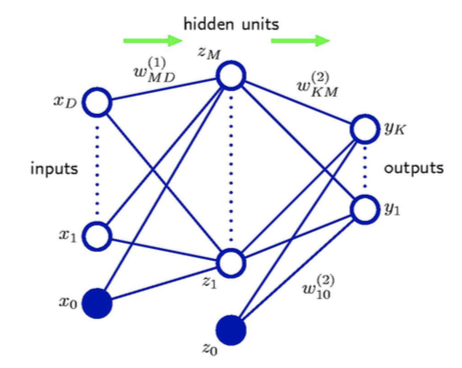 hidden units
z_M
w_{MD}^{(1)}
w_{KM}^{(2)}
x_D
y_K
inputs
outputs
x_1
y_1
z_1
w_{10}^{(2)}
x_0
z_0